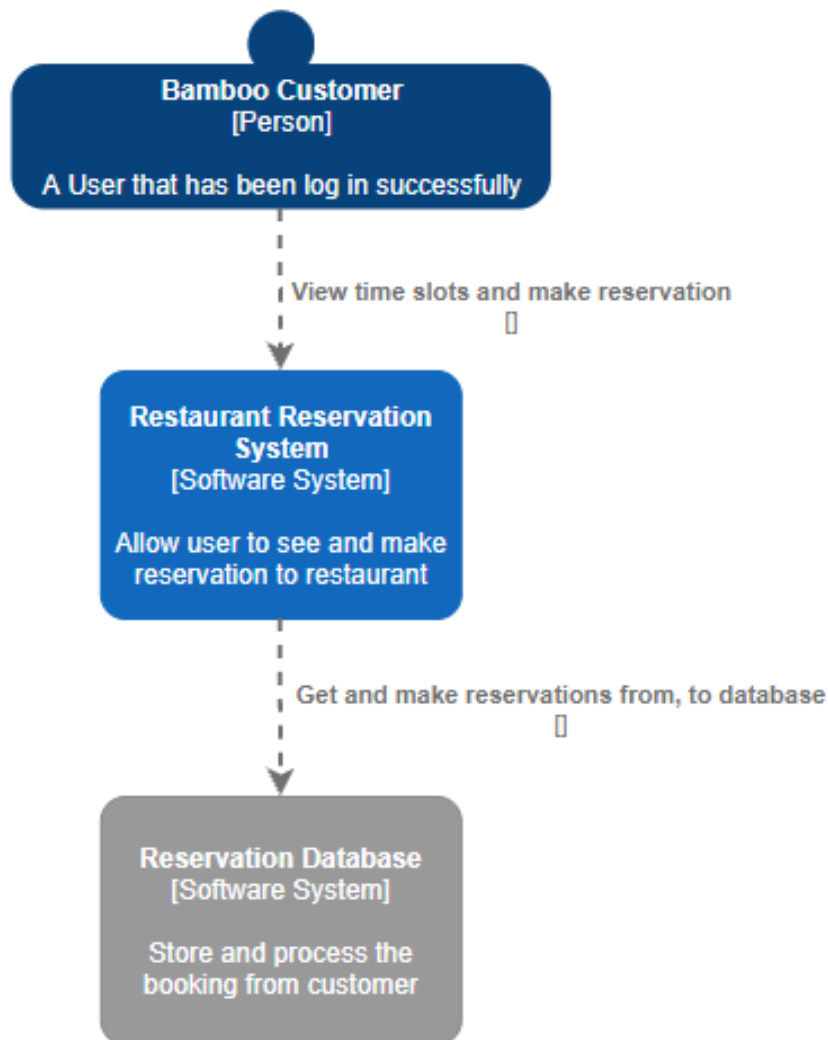 Bamboo Customer
[Person]
A User that has been log in successfully
View time slots and make reservation
[]
Restaurant Reservation
System
[Software System]
Allow user to see and make
reservation to restaurant
Get and make reservations from, to database
[]
Reservation Database
[Software System]
Store and process the
booking from customer